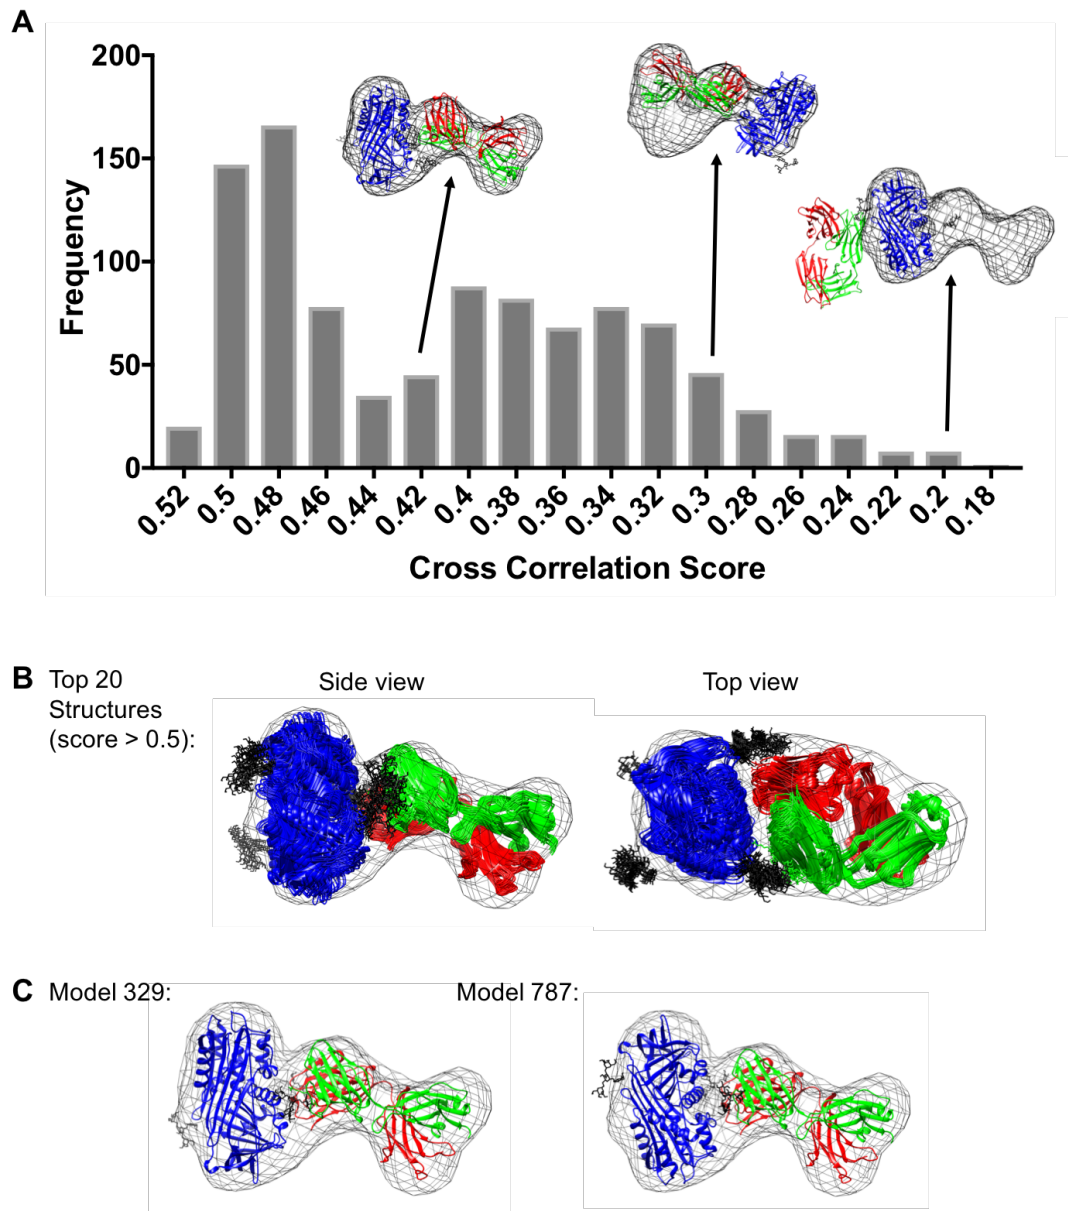 A
200
150
100
50
0
Frequency
0.52 0.5 0.48 0.46 0.44 0.42 0.4 0.38 0.36 0.34 0.32 0.3 0.28 0.26 0.24 0.22 0.2 0.18
Cross Correlation Score
B Top 20 Side view Top view
Structures
(score > 0.5):
C Model 329: Model 787: